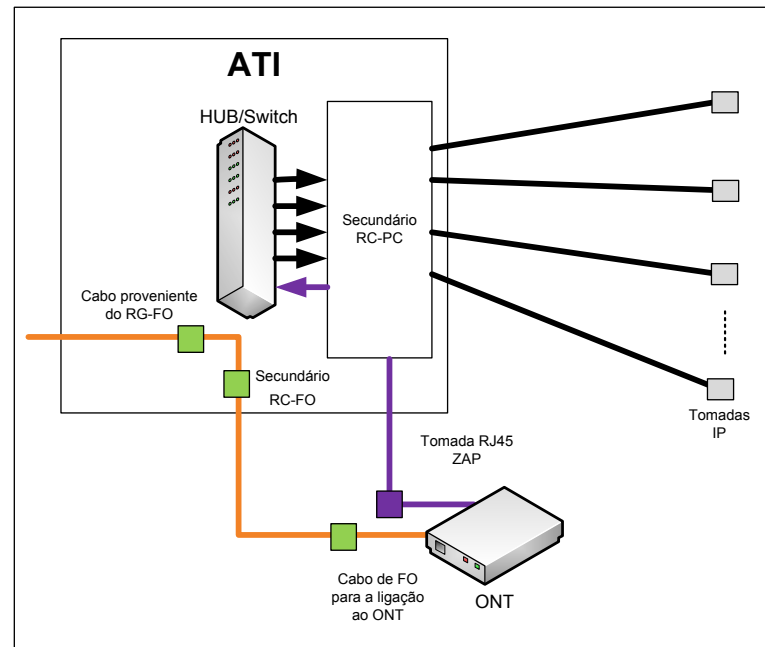 ATI
HUB/Switch
Secundário
RC-PC
Cabo proveniente
do RG-FO
Secundário
RC-FO
Tomadas
IP
Tomada RJ45
ZAP
Cabo de FO
para a ligação
ao ONT
ONT